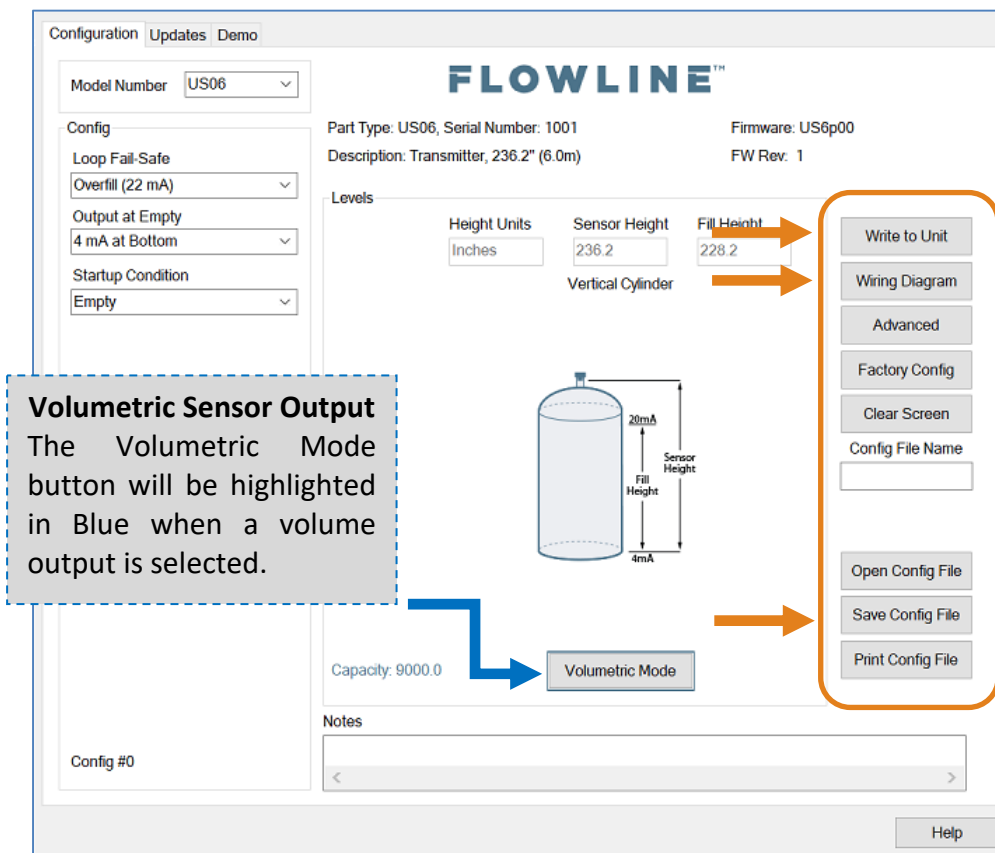 Configuration Updates Demo
Model Number US06
FLOWLINE™
Config
Part Type: US06, Serial Number: 1001 Firmware: US6p00
Description: Transmitter, 236.2" (6.0m) FW Rev: 1
Loop Fail-Safe
Overfill (22 mA)
Output at Empty
4 mA at Bottom
Startup Condition
Empty
Levels
Height Units Sensor Height Fill Height
Inches 236.2 228.2
Vertical Cylinder
20mA
Sensor
Height
Fill
Height
4mA
Write to Unit
Wiring Diagram
Advanced
Factory Config
Clear Screen
Config File Name
Open Config File
Save Config File
Print Config File
Volumetric Sensor Output
The Volumetric Mode
button will be highlighted
in Blue when a volume
output is selected.
Capacity: 9000.0 Volumetric Mode
Notes
Config #0
Help